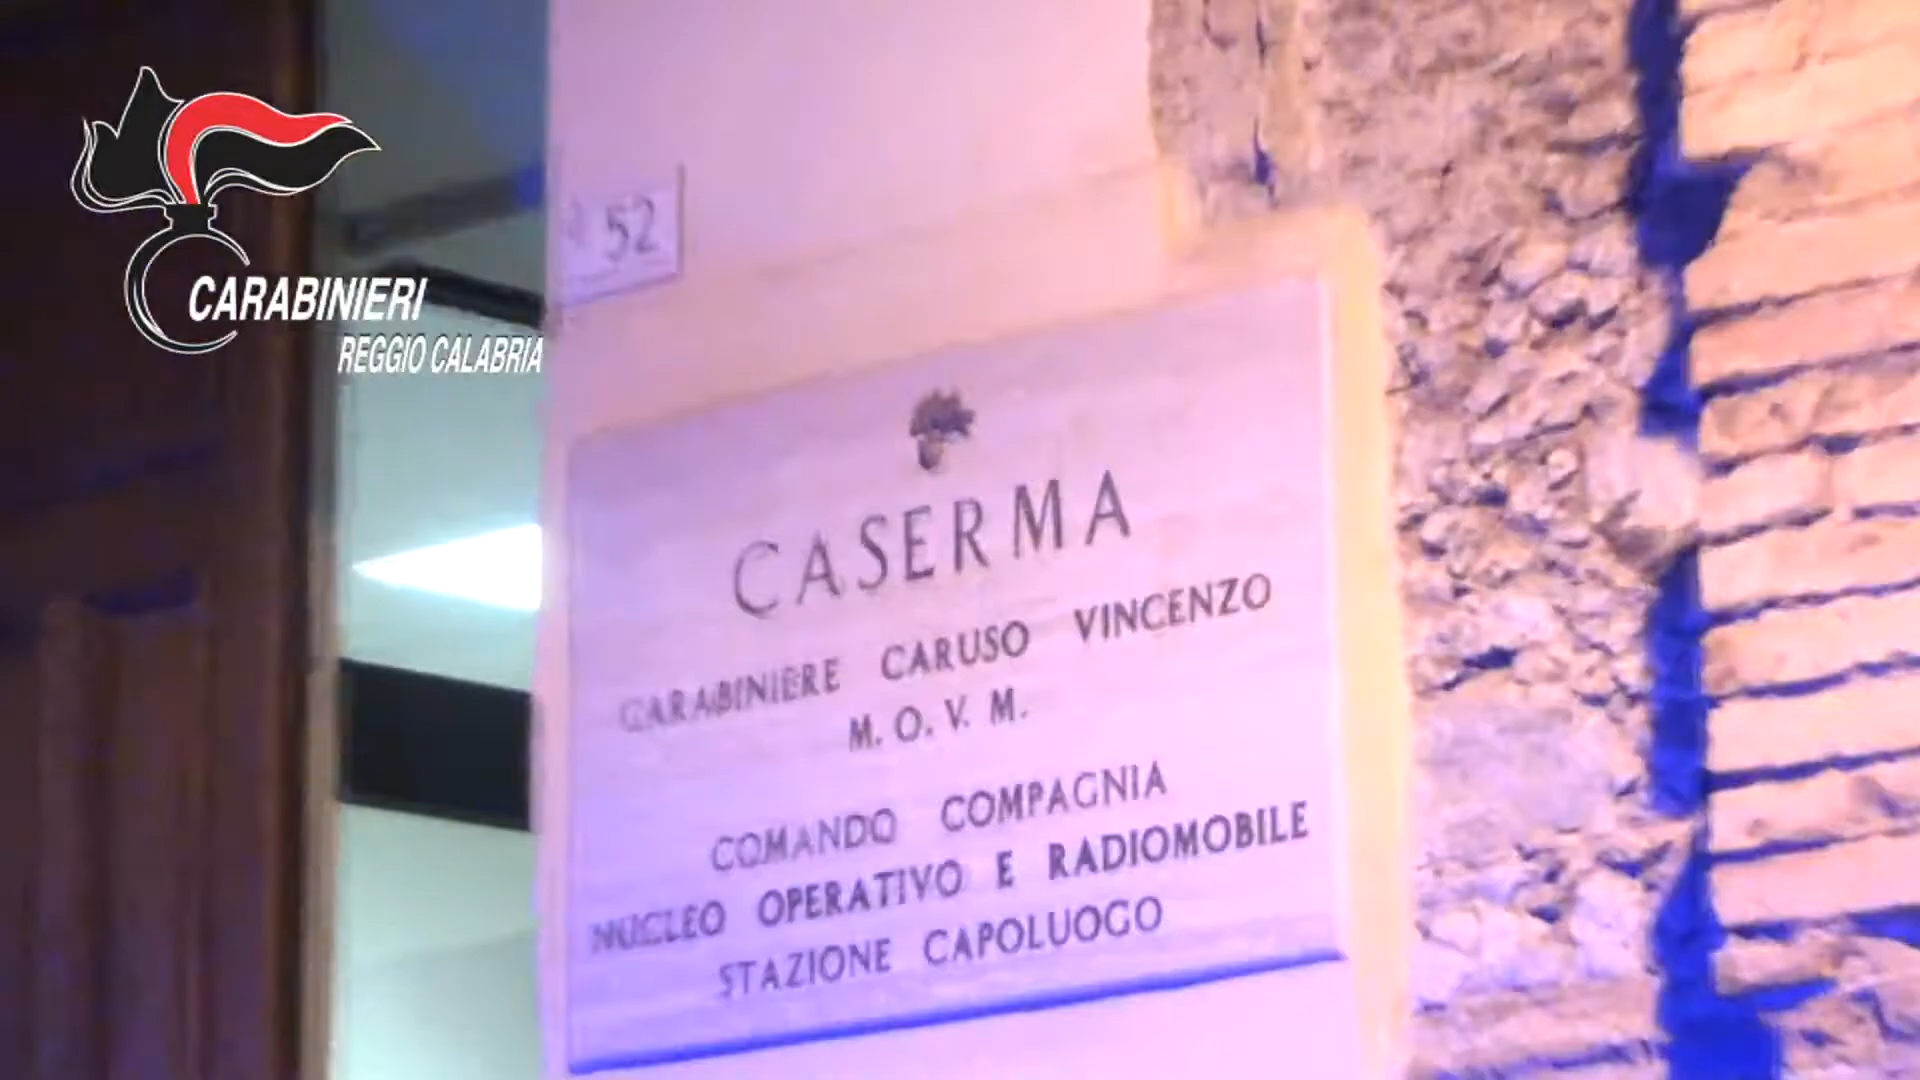 CARABINIERI
REGGIO CALABRIA
52
CASERMA
CARABINIERE CARUSO VINCENZO
M. O. V. M.
COMANDO COMPAGNIA
NUCLEO OPERATIVO E RADIOMOBILE
STAZIONE CAPOLUOGO